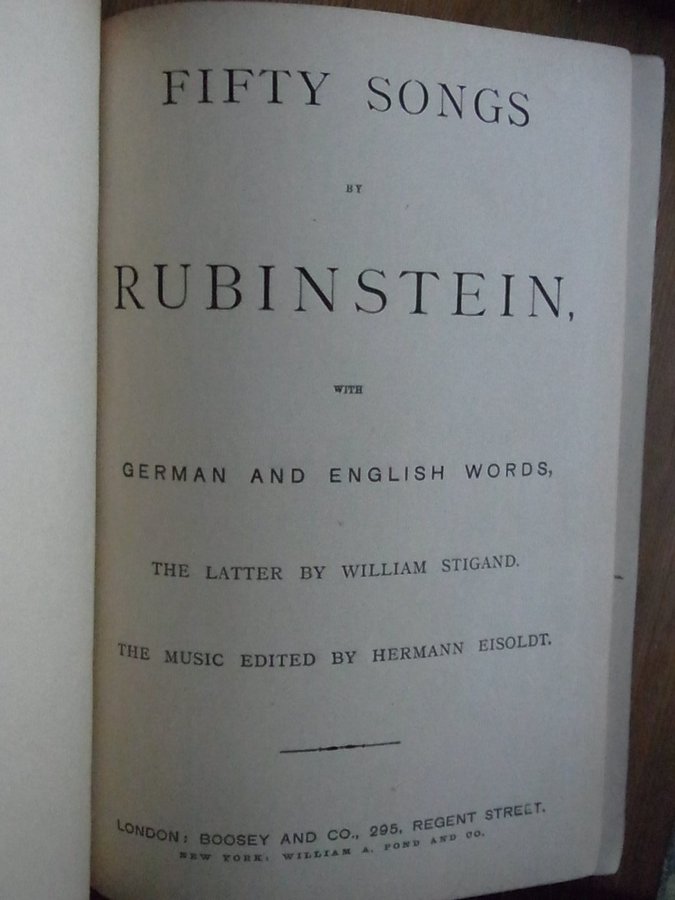 FIFTY SONGS
BY
RUBINSTEIN,
WITH
GERMAN AND ENGLISH WORDS,
THE LATTER BY WILLIAM STIGAND.
THE MUSIC EDITED BY HERMANN EISOLDT.
LONDON: BOOSEY AND CO., 295, REGENT STREET.
NEW YORK: WILLIAM A. POND AND CO.